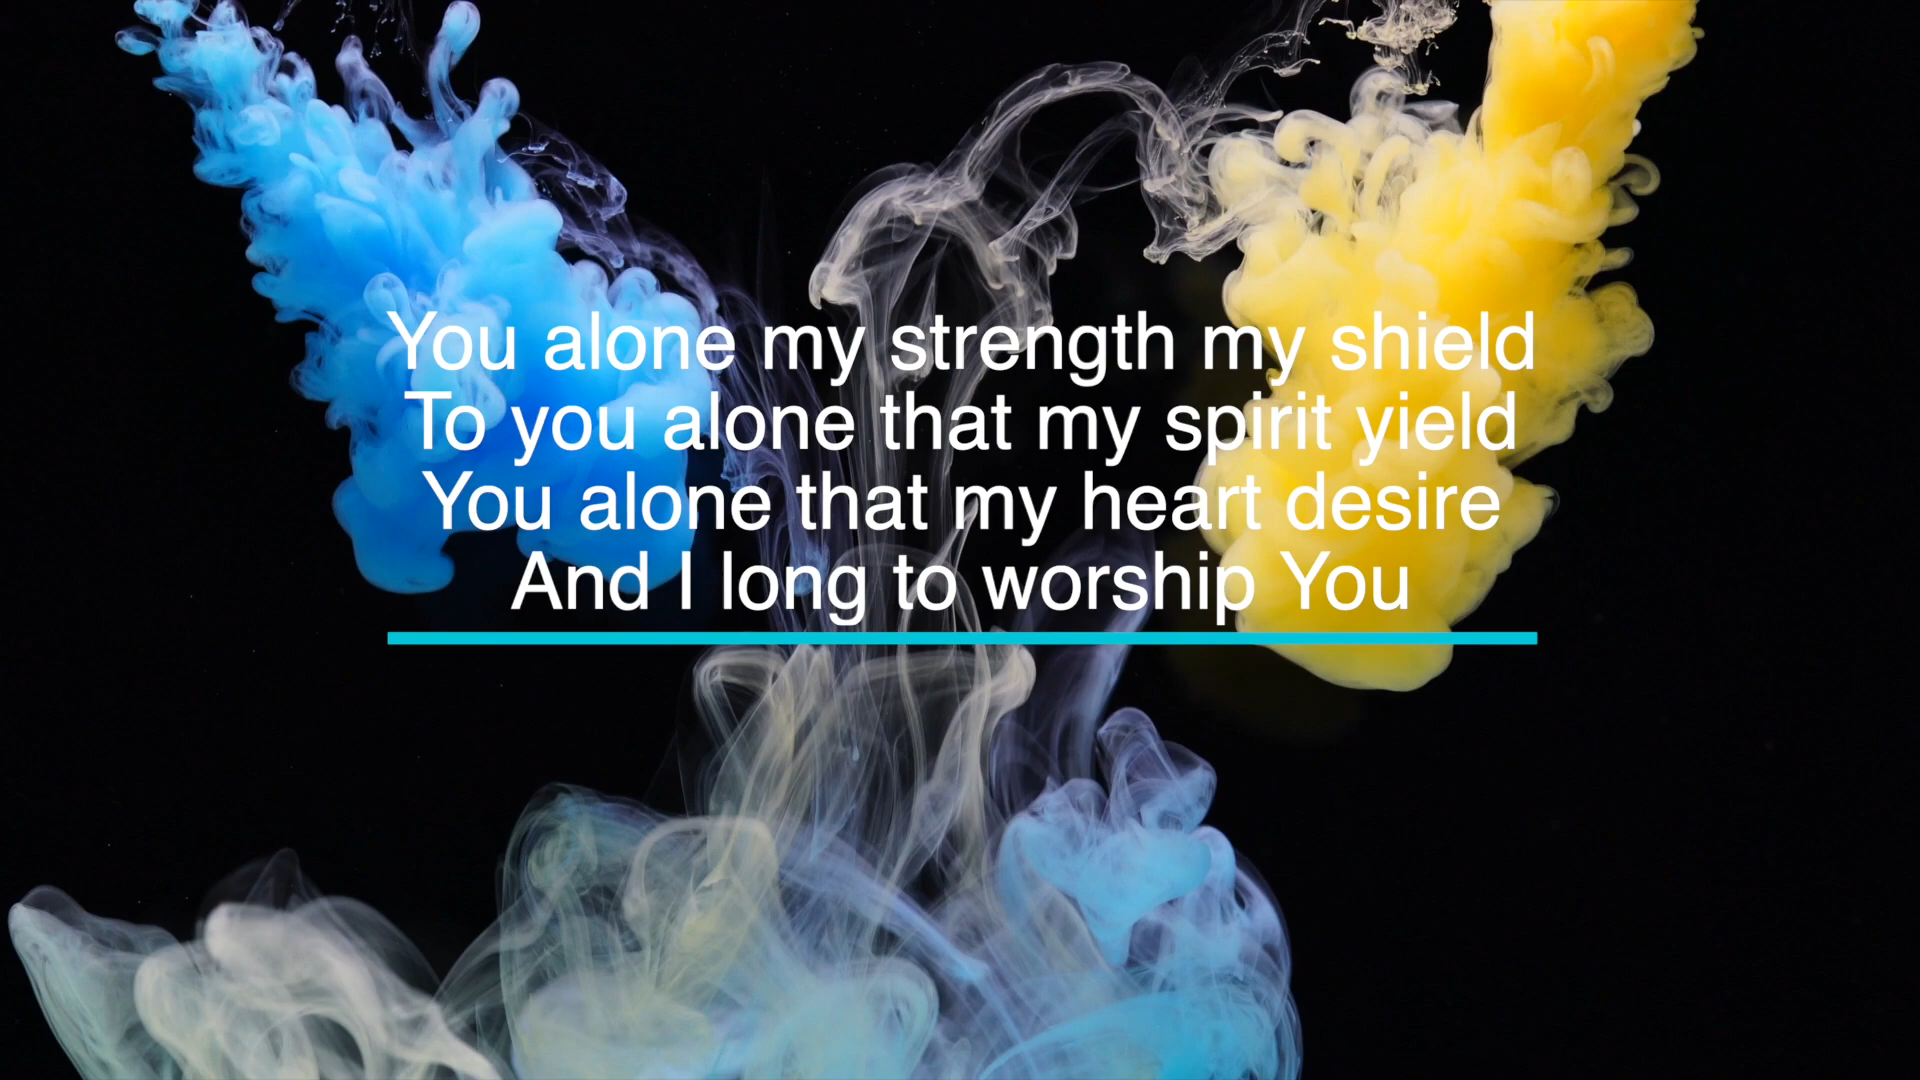 You alone my strength my shield
To you alone that my spirit yield
You alone that my heart desire
And I long to worship You